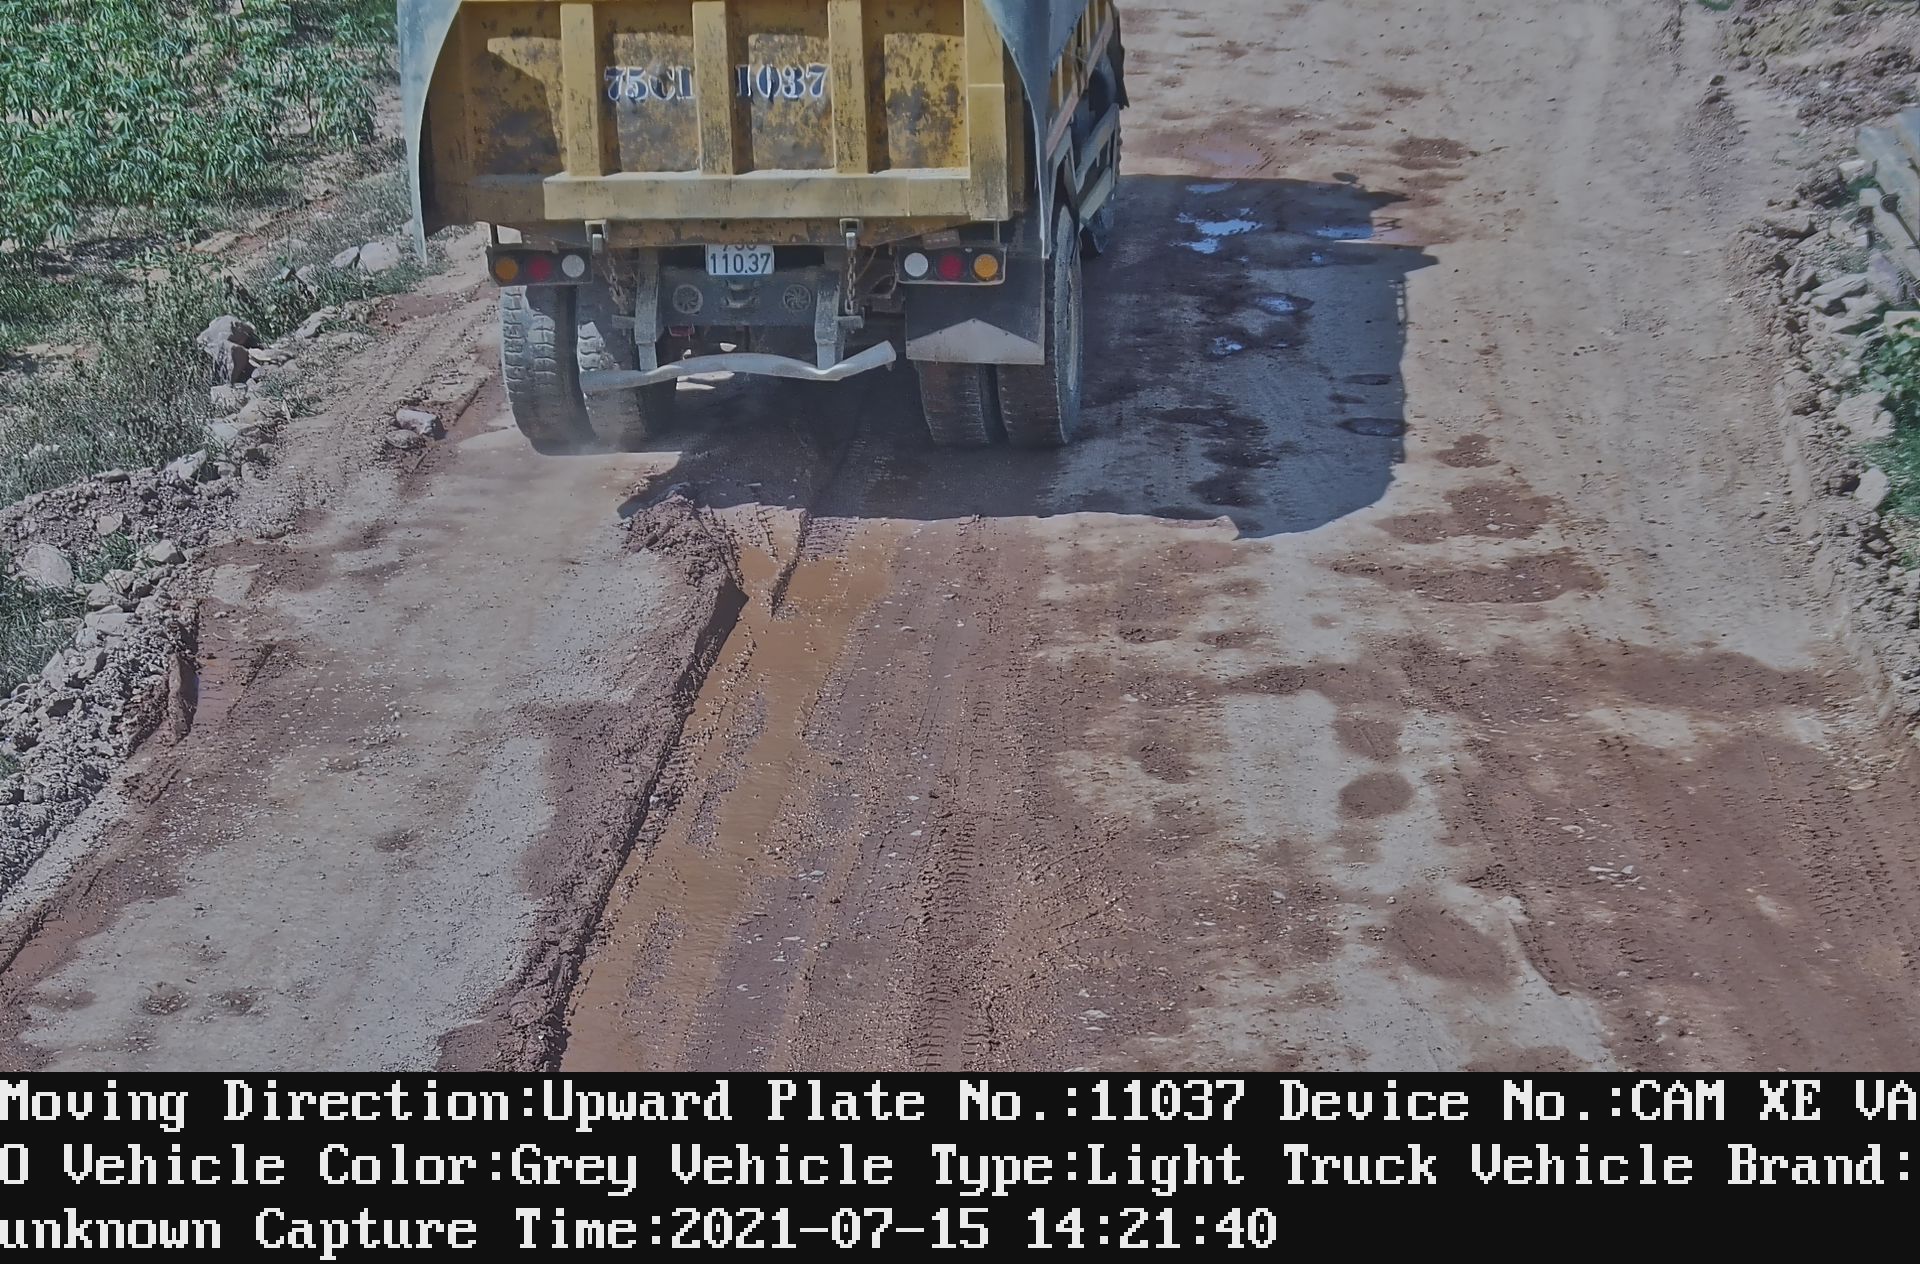 75C1 1037
110.37
Moving Direction:Upward Plate No.:11037 Device No.:CAM XE VA
O Vehicle Color:Grey Vehicle Type:Light Truck Vehicle Brand:
unknown Capture Time:2021-07-15 14:21:40